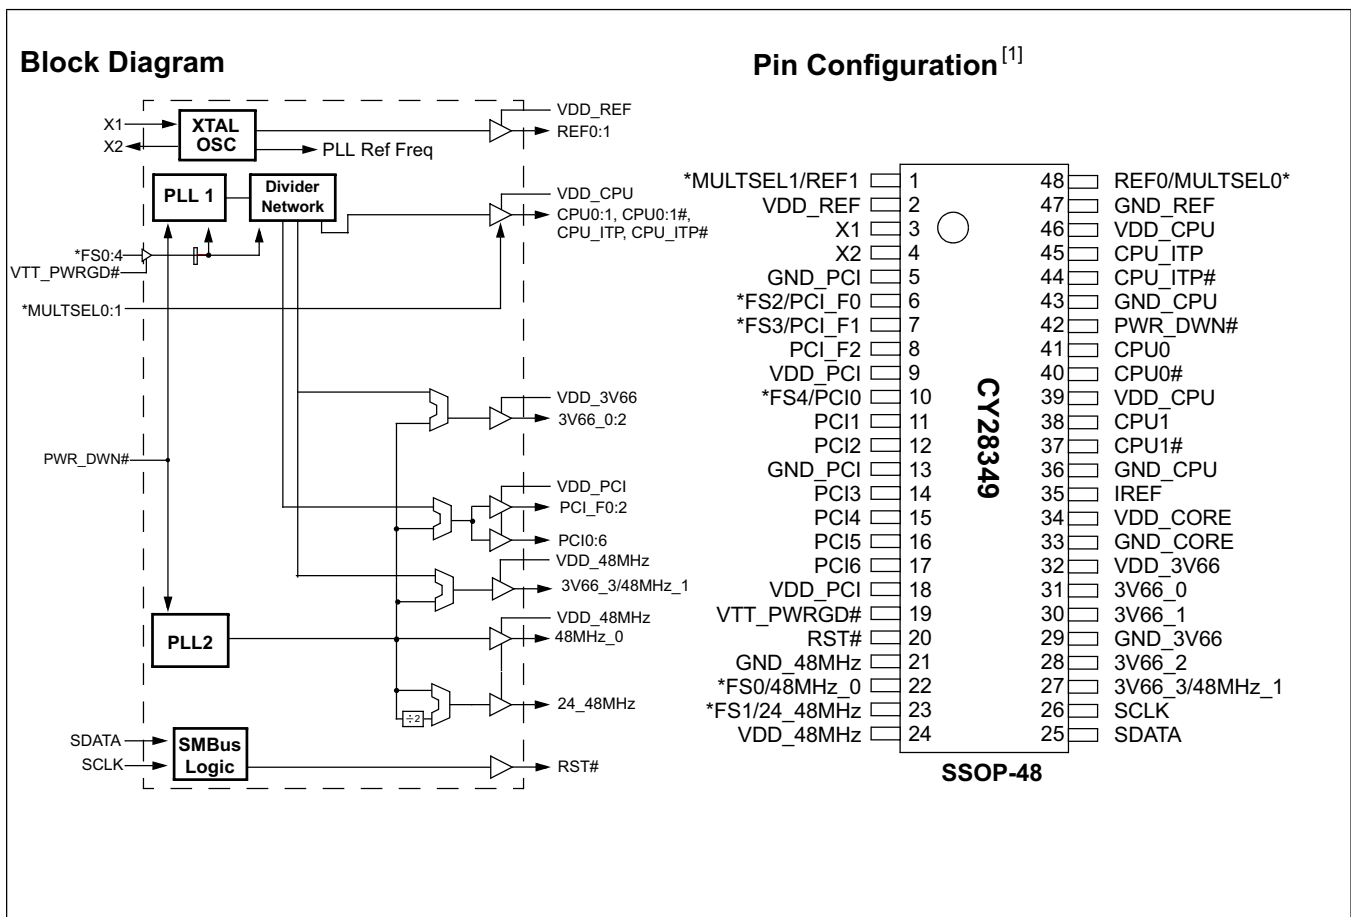 Block Diagram
X1
X2
XTAL
OSC
VDD_REF
REF0:1
PLL Ref Freq
PLL 1
Divider
Network
VDD_CPU
CPU0:1, CPU0:1#,
CPU_ITP, CPU_ITP#
*FS0:4
VTT_PWRGD#
*MULTSEL0:1
VDD_3V66
3V66_0:2
PWR_DWN#
VDD_PCI
PCI_F0:2
PCI0:6
VDD_48MHz
3V66_3/48MHz_1
VDD_48MHz
48MHz_0
PLL2
÷2
24_48MHz
SDATA
SCLK
SMBus
Logic
RST#
Pin Configuration[1]
*MULTSEL1/REF1 1 48 REF0/MULTSEL0*
VDD_REF 2 47 GND_REF
X1 3 46 VDD_CPU
X2 4 45 CPU_ITP
GND_PCI 5 44 CPU_ITP#
*FS2/PCI_F0 6 43 GND_CPU
*FS3/PCI_F1 7 42 PWR_DWN#
PCI_F2 8 41 CPU0
VDD_PCI 9 40 CPU0#
*FS4/PCI0 10 39 VDD_CPU
PCI1 11 38 CPU1
PCI2 12 37 CPU1#
GND_PCI 13 36 GND_CPU
PCI3 14 35 IREF
PCI4 15 34 VDD_CORE
PCI5 16 33 GND_CORE
PCI6 17 32 VDD_3V66
VDD_PCI 18 31 3V66_0
VTT_PWRGD# 19 30 3V66_1
RST# 20 29 GND_3V66
GND_48MHz 21 28 3V66_2
*FS0/48MHz_0 22 27 3V66_3/48MHz_1
*FS1/24_48MHz 23 26 SCLK
VDD_48MHz 24 25 SDATA
CY28349
SSOP-48